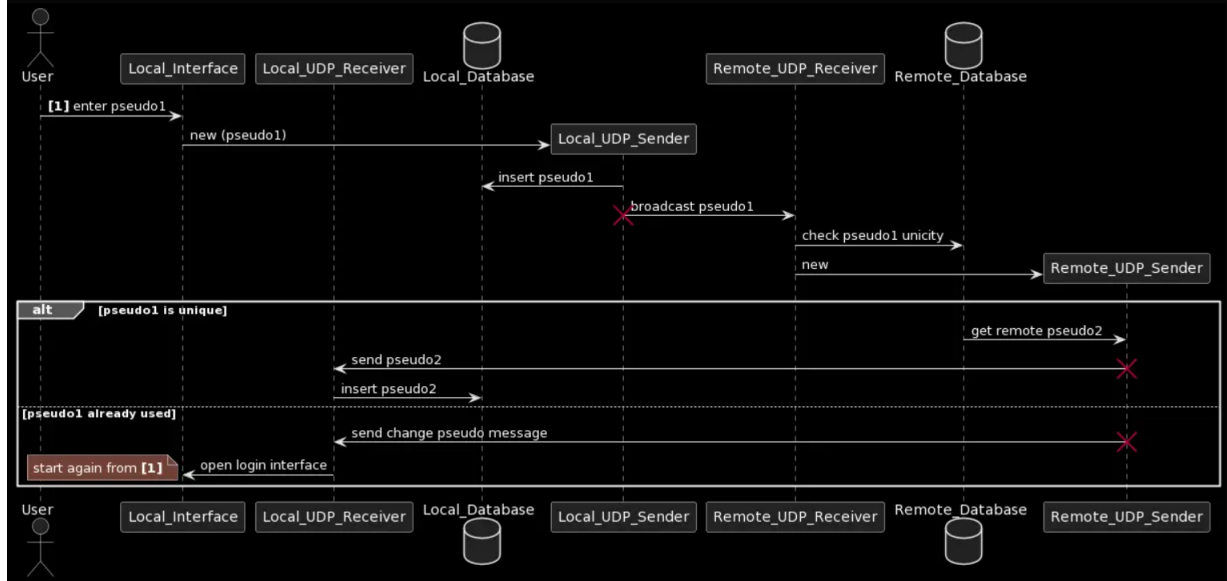 User
Local_Interface
Local_UDP_Receiver
Local_Database
Remote_UDP_Receiver
Remote_Database
[1] enter pseudo1
new (pseudo1)
Local_UDP_Sender
insert pseudo1
broadcast pseudo1
check pseudo1 unicity
new
Remote_UDP_Sender
alt
[pseudo1 is unique]
get remote pseudo2
send pseudo2
insert pseudo2
[pseudo1 already used]
send change pseudo message
start again from [1]
open login interface
User
Local_Interface
Local_UDP_Receiver
Local_Database
Local_UDP_Sender
Remote_UDP_Receiver
Remote_Database
Remote_UDP_Sender